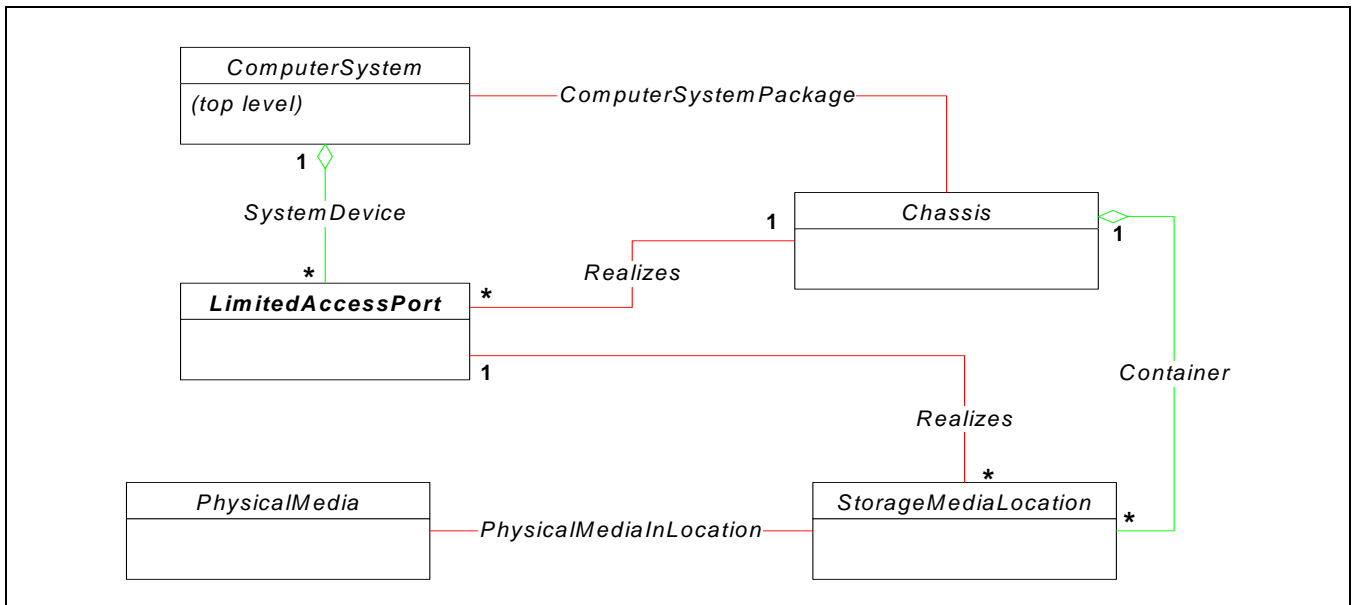 ComputerSystem
(top level)
ComputerSystemPackage
1
SystemDevice
Chassis
1
1
Realizes
*
LimitedAccessPort
*
1
Container
Realizes
*
PhysicalMedia
StorageMediaLocation
*
PhysicalMediaInLocation